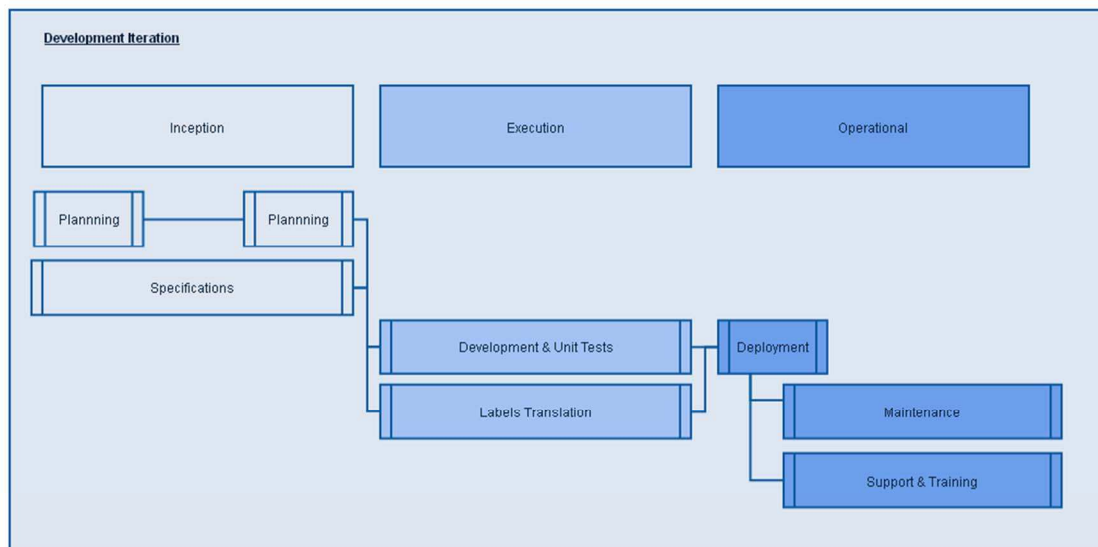 Development Iteration
Inception
Execution
Operational
Plannning
Plannning
Specifications
Development & Unit Tests
Deployment
Labels Translation
Maintenance
Support & Training